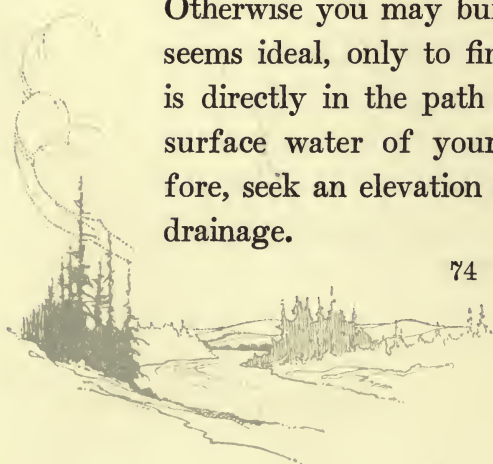 Otherwise you may bui
seems ideal, only to fin
is directly in the path
surface water of your
fore, seek an elevation
drainage.
74